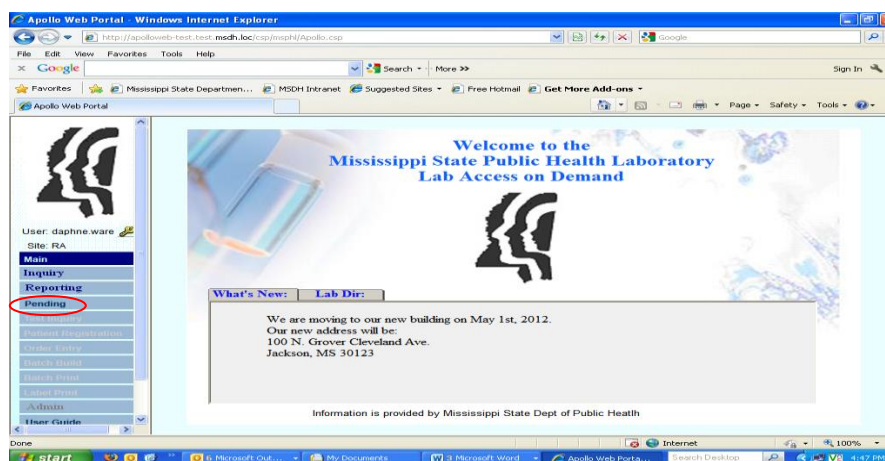 Apollo Web Portal - Windows Internet Explorer
http://apolloweb-test.test.msdh.loc/csp/msphl/Apollo.csp
Google
File Edit View Favorites Tools Help
Google
Search
More >>
Sign In
Favorites
Mississippi State Departmen...
MSDH Intranet
Suggested Sites
Free Hotmail
Get More Add-ons
Apollo Web Portal
Page
Safety
Tools
User: daphne.ware
Site: RA
Main
Inquiry
Reporting
Pending
Test Inquiry
Patient Registration
Order Entry
Batch Build
Batch Print
Label Print
Admin
User Guide
Welcome to the
Mississippi State Public Health Laboratory
Lab Access on Demand
What's New:
Lab Dir:
We are moving to our new building on May 1st, 2012.
Our new address will be:
100 N. Grover Cleveland Ave.
Jackson, MS 30123
Information is provided by Mississippi State Dept of Public Heatlh
Done
Internet
100%
start
6 Microsoft Out...
My Documents
3 Microsoft Word
Apollo Web Porta...
Search Desktop
4:47 PM